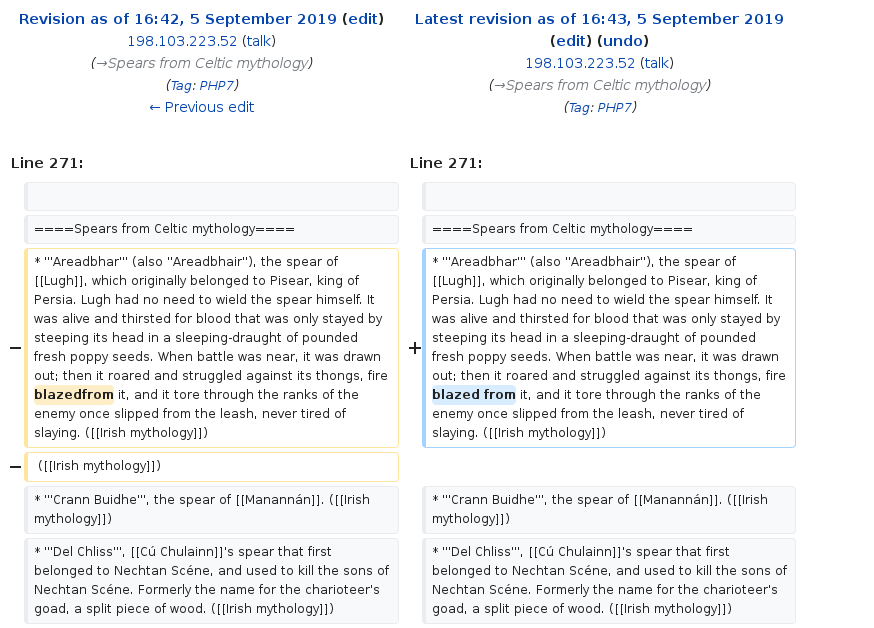 Revision as of 16:42, 5 September 2019 (edit)
198.103.223.52 (talk)
(→Spears from Celtic mythology)
(Tag: PHP7)
← Previous edit
Latest revision as of 16:43, 5 September 2019
(edit) (undo)
198.103.223.52 (talk)
(→Spears from Celtic mythology)
(Tag: PHP7)
Line 271:
Line 271:
====Spears from Celtic mythology====
====Spears from Celtic mythology====
−
* '''Areadbhar''' (also ''Areadbhair''), the spear of
[[Lugh]], which originally belonged to Pisear, king of
Persia. Lugh had no need to wield the spear himself. It
was alive and thirsted for blood that was only stayed by
steeping its head in a sleeping-draught of pounded
fresh poppy seeds. When battle was near, it was drawn
out; then it roared and struggled against its thongs, fire
blazedfrom it, and it tore through the ranks of the
enemy once slipped from the leash, never tired of
slaying. ([[Irish mythology]])
+
* '''Areadbhar''' (also ''Areadbhair''), the spear of
[[Lugh]], which originally belonged to Pisear, king of
Persia. Lugh had no need to wield the spear himself. It
was alive and thirsted for blood that was only stayed by
steeping its head in a sleeping-draught of pounded
fresh poppy seeds. When battle was near, it was drawn
out; then it roared and struggled against its thongs, fire
blazed from it, and it tore through the ranks of the
enemy once slipped from the leash, never tired of
slaying. ([[Irish mythology]])
−
([[Irish mythology]])
* '''Crann Buidhe''', the spear of [[Manannán]]. ([[Irish
mythology]])
* '''Crann Buidhe''', the spear of [[Manannán]]. ([[Irish
mythology]])
* '''Del Chliss''', [[Cú Chulainn]]'s spear that first
belonged to Nechtan Scéne, and used to kill the sons of
Nechtan Scéne. Formerly the name for the charioteer's
goad, a split piece of wood. ([[Irish mythology]])
* '''Del Chliss''', [[Cú Chulainn]]'s spear that first
belonged to Nechtan Scéne, and used to kill the sons of
Nechtan Scéne. Formerly the name for the charioteer's
goad, a split piece of wood. ([[Irish mythology]])